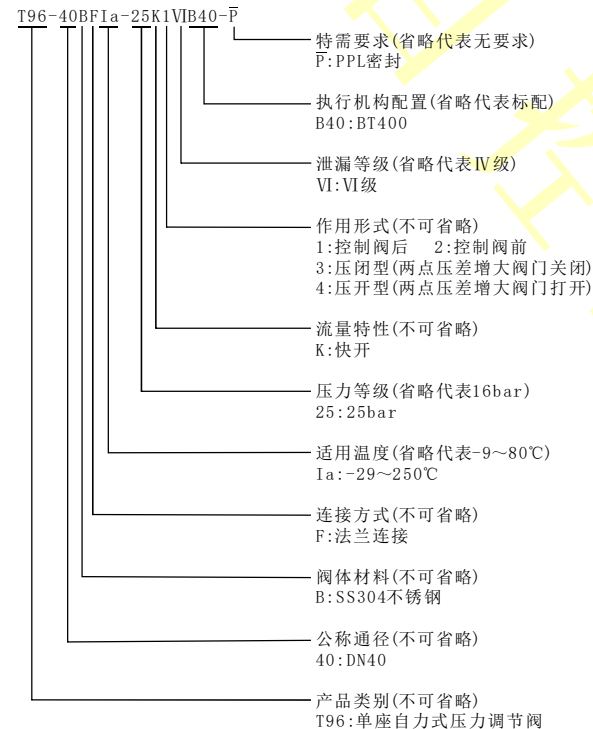 T96-40BFIa-25K1ⅥB40-P̅
特需要求(省略代表无要求)
P̅:PPL密封
执行机构配置(省略代表标配)
B40:BT400
泄漏等级(省略代表Ⅳ级)
Ⅵ:Ⅵ级
作用形式(不可省略)
1:控制阀后 2:控制阀前
3:压闭型(两点压差增大阀门关闭)
4:压开型(两点压差增大阀门打开)
流量特性(不可省略)
K:快开
压力等级(省略代表16bar)
25:25bar
适用温度(省略代表-9～80℃)
Ia:-29～250℃
连接方式(不可省略)
F:法兰连接
阀体材料(不可省略)
B:SS304不锈钢
公称通径(不可省略)
40:DN40
产品类别(不可省略)
T96:单座自力式压力调节阀